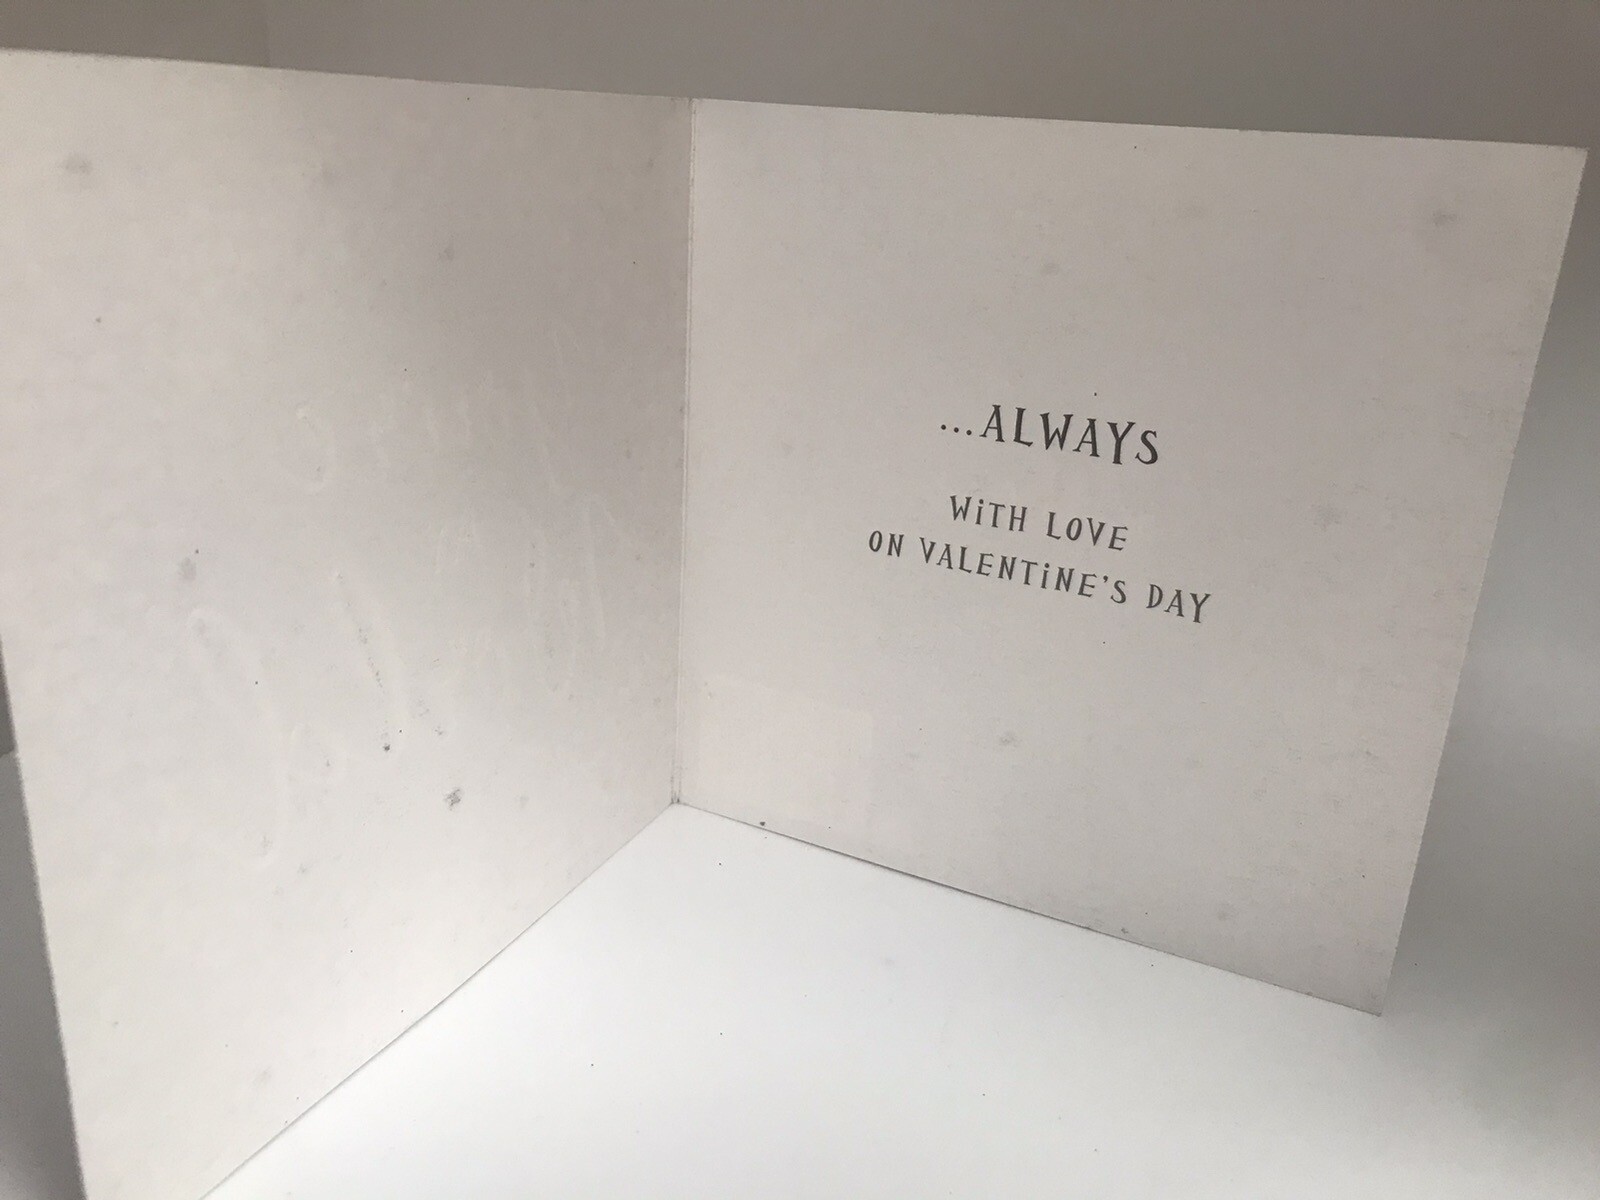 ...ALWAYS
WiTH LOVE
ON VALENTiNE'S DAY